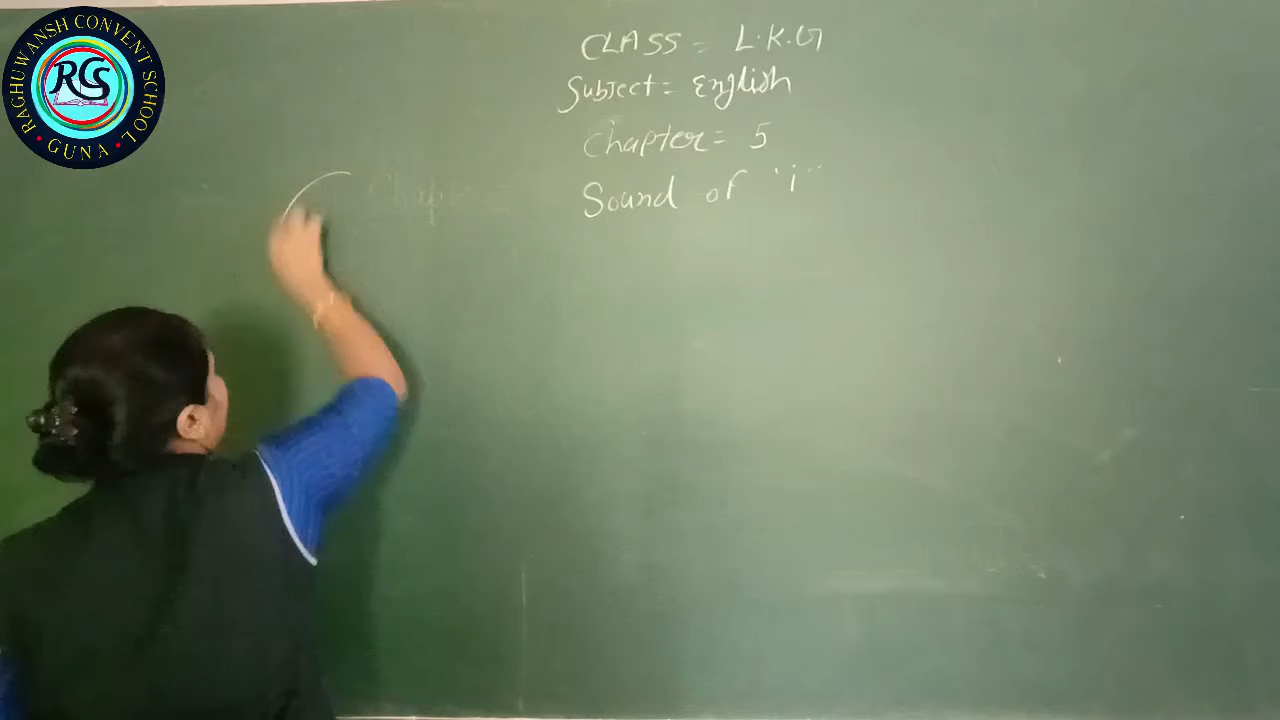 RAGHUWANSH CONVENT SCHOOL
RCS
GUNA
CLASS = L.K.G
Subject = English
Chapter = 5
Sound of "i"